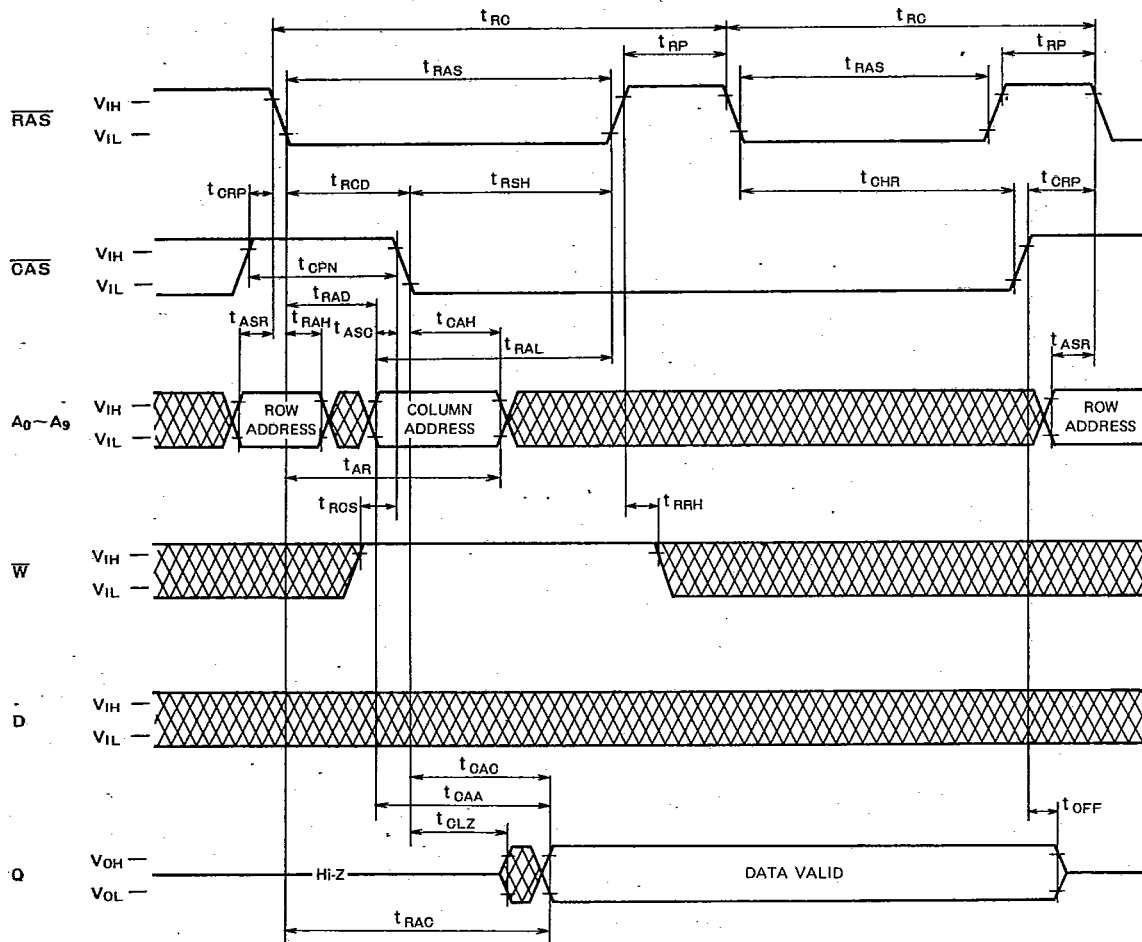 tRC tRC
tRP tRP
tRAS tRAS
RAS VIH
VIL
tCRP tRCD tRSH tCHR tCRP
CAS VIH
VIL
tCPN
tRAD
tASR tRAH tASC tCAH
tRAL tASR
A0~A9 VIH
VIL
ROW ADDRESS
COLUMN ADDRESS
ROW ADDRESS
tAR
tRCS tRRH
W VIH
VIL
D VIH
VIL
tCAC
tCAA
tCLZ tOFF
Q VOH
VOL
Hi-Z DATA VALID
tRAC